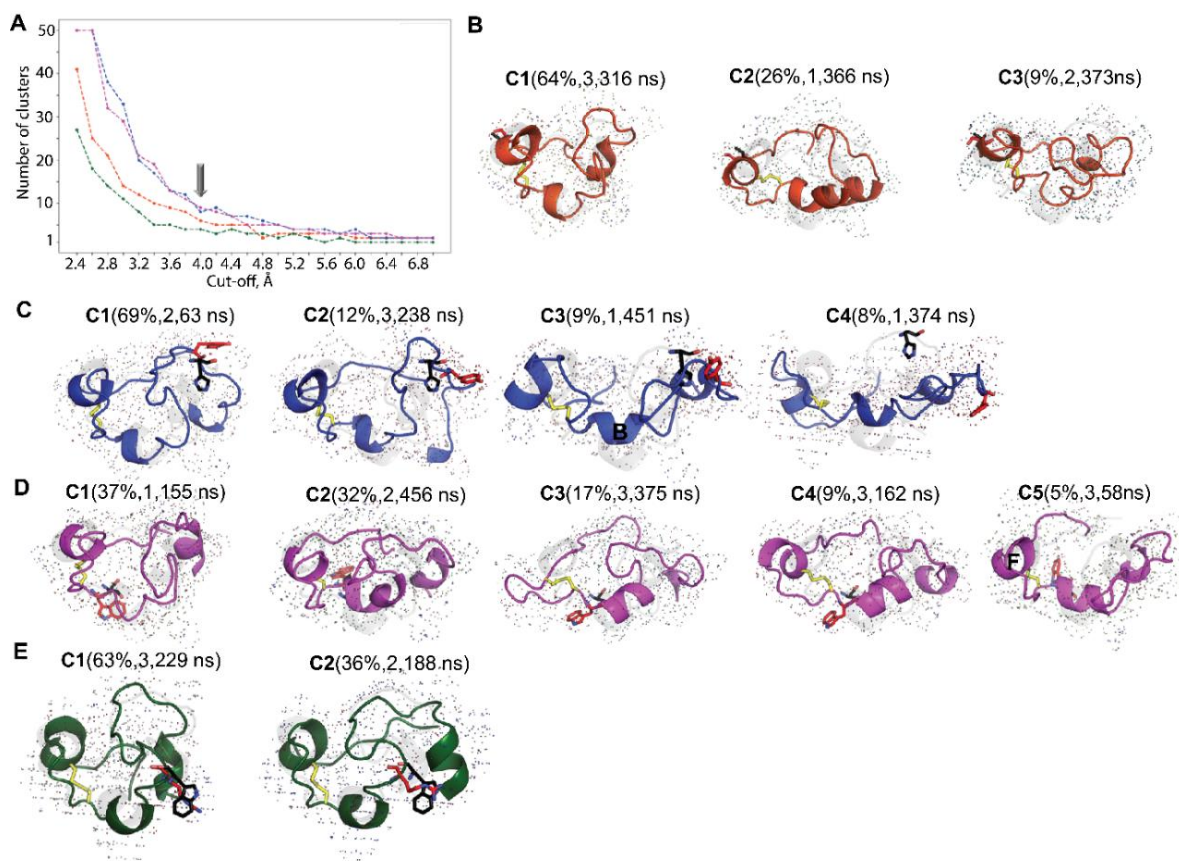 A
Number of clusters
50
40
30
20
10
1
2.4 2.8 3.2 3.6 4.0 4.4 4.8 5.2 5.6 6.0 6.4 6.8
Cut-off, Å
B
C1(64%,3,316 ns)
C2(26%,1,366 ns)
C3(9%,2,373ns)
C
C1(69%,2,63 ns)
C2(12%,3,238 ns)
C3(9%,1,451 ns)
C4(8%,1,374 ns)
B
D
C1(37%,1,155 ns)
C2(32%,2,456 ns)
C3(17%,3,375 ns)
C4(9%,3,162 ns)
C5(5%,3,58ns)
F
E
C1(63%,3,229 ns)
C2(36%,2,188 ns)